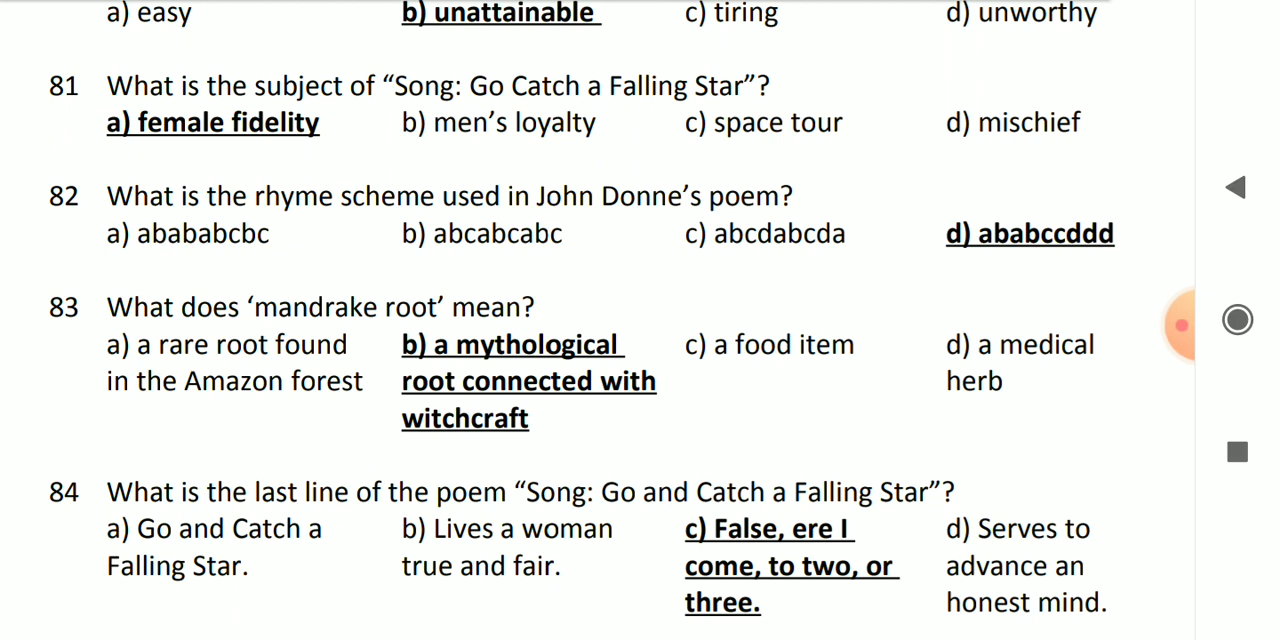 a) easy b) unattainable c) tiring d) unworthy
81 What is the subject of “Song: Go Catch a Falling Star”?
a) female fidelity b) men’s loyalty c) space tour d) mischief
82 What is the rhyme scheme used in John Donne’s poem?
a) abababcbc b) abcabcabc c) abcdabcda d) ababccddd
83 What does ‘mandrake root’ mean?
a) a rare root found b) a mythological c) a food item d) a medical
in the Amazon forest root connected with herb
witchcraft
84 What is the last line of the poem “Song: Go and Catch a Falling Star”?
a) Go and Catch a b) Lives a woman c) False, ere I d) Serves to
Falling Star. true and fair. come, to two, or advance an
three. honest mind.